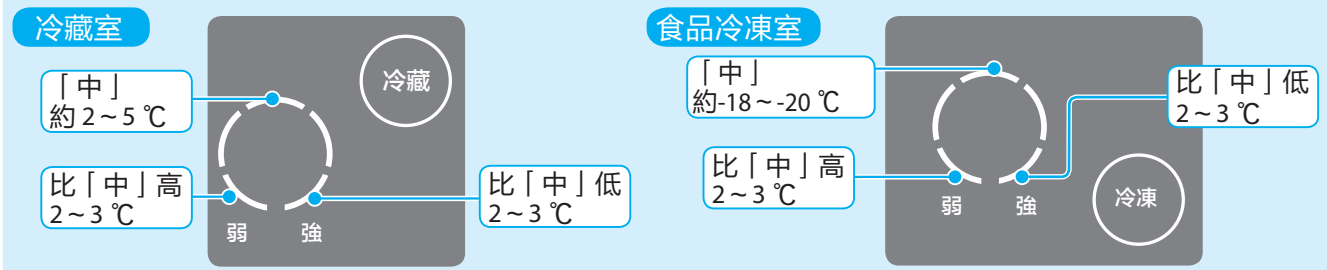 冷藏室
「中」
約 2～5 ℃
比「中」高
2～3 ℃
冷藏
弱
強
比「中」低
2～3 ℃
食品冷凍室
「中」
約-18～-20 ℃
比「中」高
2～3 ℃
弱
強
冷凍
比「中」低
2～3 ℃